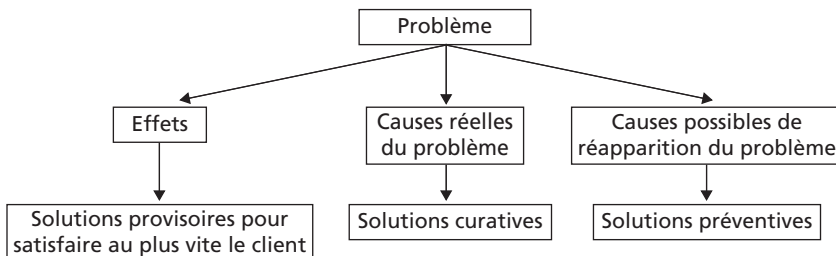 Problème
Effets
Causes réelles
du problème
Causes possibles de
réapparition du problème
Solutions provisoires pour
satisfaire au plus vite le client
Solutions curatives
Solutions préventives